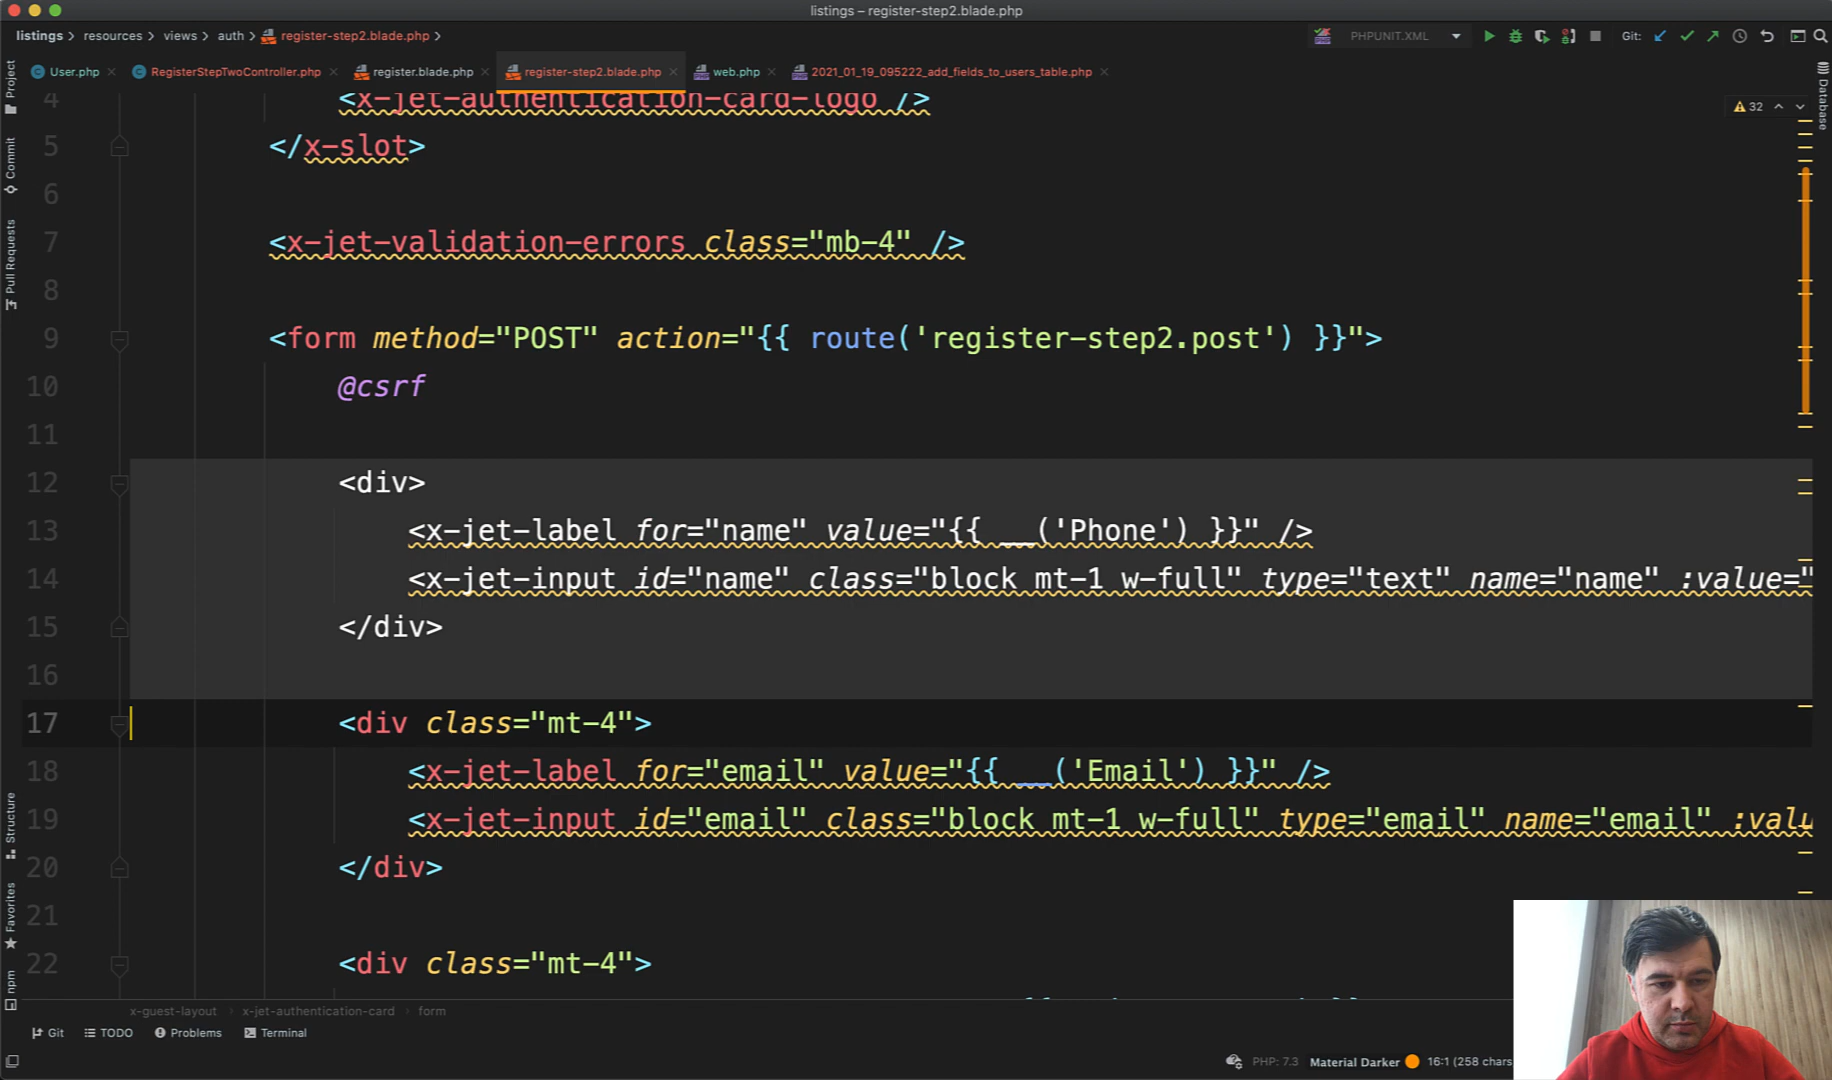 listings – register-step2.blade.php
listings > resources > views > auth > register-step2.blade.php >
PHPUNIT.XML
Git:
User.php
RegisterStepTwoController.php
register.blade.php
register-step2.blade.php
web.php
2021_01_19_095222_add_fields_to_users_table.php
Project
Commit
Pull Requests
Structure
Favorites
npm
Database
32
4 <x-jet-authentication-card-logo />
5 </x-slot>
6
7 <x-jet-validation-errors class="mb-4" />
8
9 <form method="POST" action="{{ route('register-step2.post') }}">
10 @csrf
11
12 <div>
13 <x-jet-label for="name" value="{{ __('Phone') }}" />
14 <x-jet-input id="name" class="block mt-1 w-full" type="text" name="name" :value="
15 </div>
16
17 <div class="mt-4">
18 <x-jet-label for="email" value="{{ __('Email') }}" />
19 <x-jet-input id="email" class="block mt-1 w-full" type="email" name="email" :valu
20 </div>
21
22 <div class="mt-4">
x-guest-layout > x-jet-authentication-card > form
Git
TODO
Problems
Terminal
PHP: 7.3
Material Darker
16:1 (258 chars